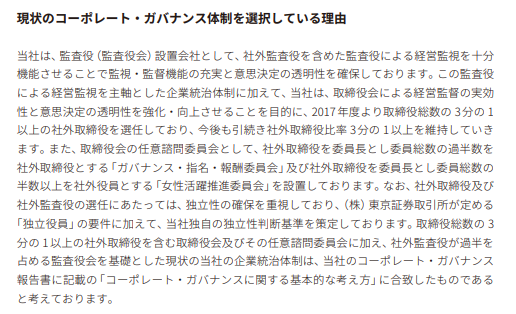 現状のコーポレート・ガバナンス体制を選択している理由
当社は、監査役（監査役会）設置会社として、社外監査役を含めた監査役による経営監視を十分
機能させることで監視・監督機能の充実と意思決定の透明性を確保しております。この監査役
による経営監視を主軸とした企業統治体制に加えて、当社は、取締役会による経営監督の実効
性と意思決定の透明性を強化・向上させることを目的に、2017年度より取締役総数の3分の1
以上の社外取締役を選任しており、今後も引続き社外取締役比率3分の1以上を維持していき
ます。また、取締役会の任意諮問委員会として、社外取締役を委員長とし委員総数の過半数を
社外取締役とする「ガバナンス・指名・報酬委員会」及び社外取締役を委員長とし委員総数の
半数以上を社外役員とする「女性活躍推進委員会」を設置しております。なお、社外取締役及び
社外監査役の選任にあたっては、独立性の確保を重視しており、（株）東京証券取引所が定める
「独立役員」の要件に加えて、当社独自の独立性判断基準を策定しております。取締役総数の3
分の1以上の社外取締役を含む取締役会及びその任意諮問委員会に加え、社外監査役が過半を
占める監査役会を基礎とした現状の当社の企業統治体制は、当社のコーポレート・ガバナンス
報告書に記載の「コーポレート・ガバナンスに関する基本的な考え方」に合致したものである
と考えております。